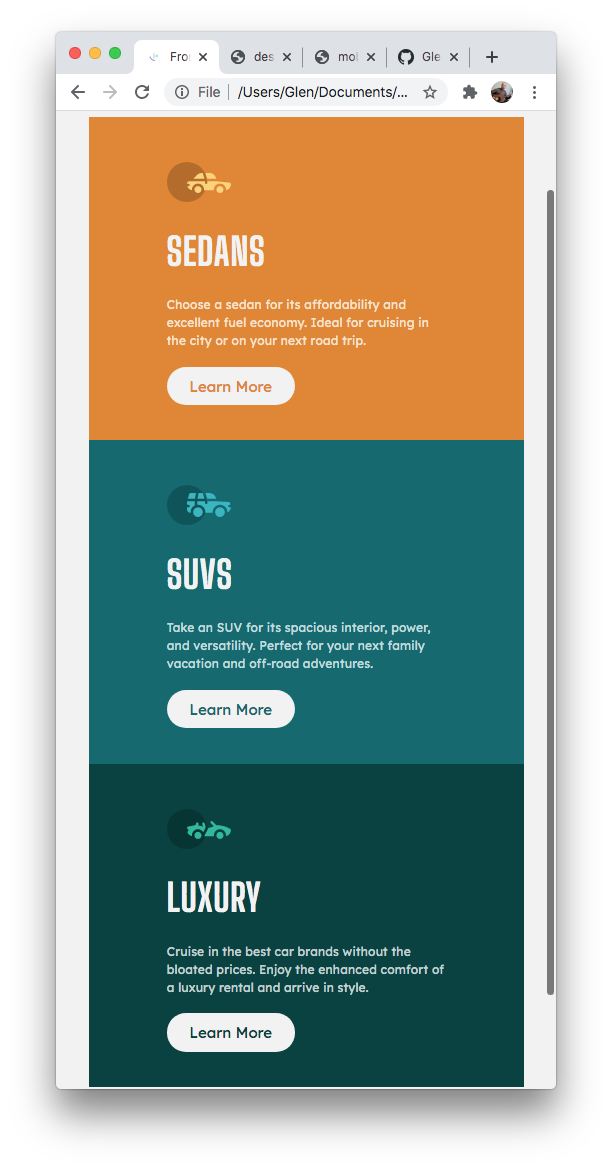 Fror
des
mol
Gle
File
/Users/Glen/Documents/...
SEDANS
Choose a sedan for its affordability and
excellent fuel economy. Ideal for cruising in
the city or on your next road trip.
Learn More
SUVS
Take an SUV for its spacious interior, power,
and versatility. Perfect for your next family
vacation and off-road adventures.
Learn More
LUXURY
Cruise in the best car brands without the
bloated prices. Enjoy the enhanced comfort of
a luxury rental and arrive in style.
Learn More